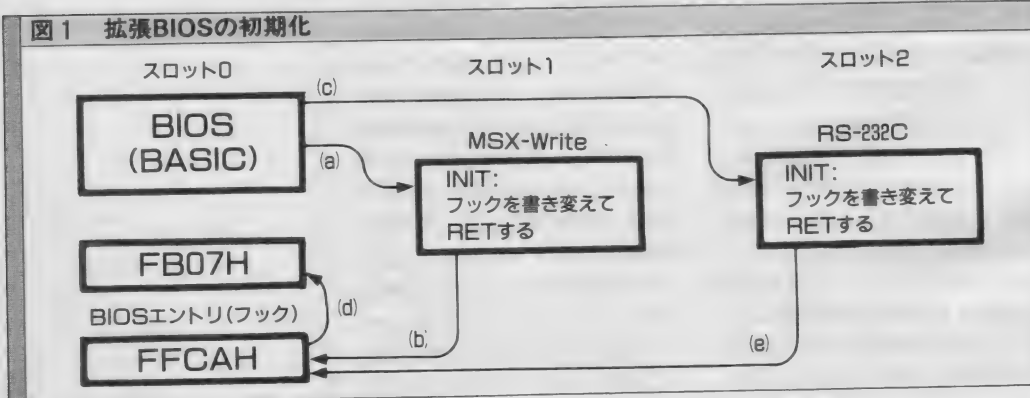 図1 拡張BIOSの初期化
スロット0
スロット1
スロット2
BIOS
(BASIC)
(c)
(a)
MSX-Write
INIT:
フックを書き変えて
RETする
RS-232C
INIT:
フックを書き変えて
RETする
FB07H
BIOSエントリ(フック)
(d)
(b)
(e)
FFCAH